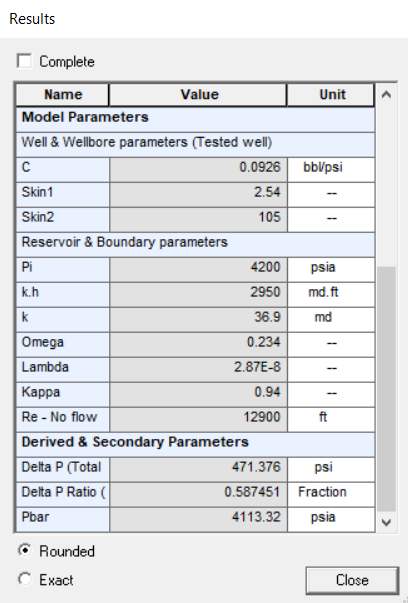 Results
Complete
Name Value Unit
Model Parameters
Well & Wellbore parameters (Tested well)
C 0.0926 bbl/psi
Skin1 2.54 --
Skin2 105 --
Reservoir & Boundary parameters
Pi 4200 psia
k.h 2950 md.ft
k 36.9 md
Omega 0.234 --
Lambda 2.87E-8 --
Kappa 0.94 --
Re - No flow 12900 ft
Derived & Secondary Parameters
Delta P (Total 471.376 psi
Delta P Ratio ( 0.587451 Fraction
Pbar 4113.32 psia
Rounded
Exact
Close